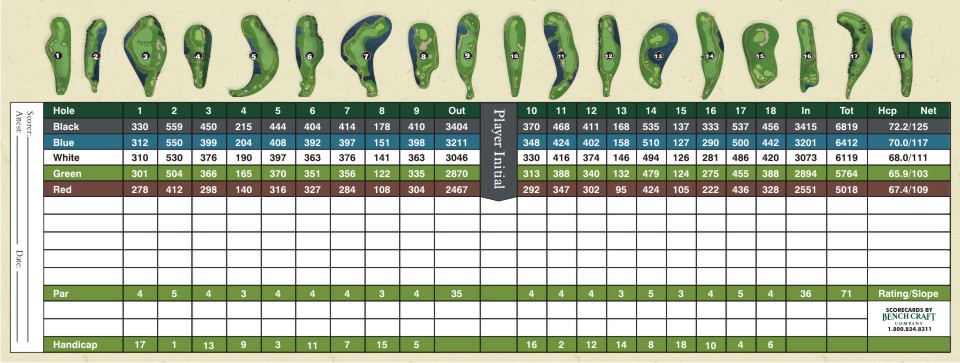 1 2 3 4 5 6 7 8 9 10 11 12 13 14 15 16 17 18
Scorer:
Attest:
Date:
Hole 1 2 3 4 5 6 7 8 9 Out 10 11 12 13 14 15 16 17 18 In Tot Hcp Net
Black 330 559 450 215 444 404 414 178 410 3404 370 468 411 168 535 137 333 537 456 3415 6819 72.2/125
Blue 312 550 399 204 408 392 397 151 398 3211 348 424 402 158 510 127 290 500 442 3201 6412 70.0/117
White 310 530 376 190 397 363 376 141 363 3046 330 416 374 146 494 126 281 486 420 3073 6119 68.0/111
Green 301 504 366 165 370 351 356 122 335 2870 313 388 340 132 479 124 275 455 388 2894 5764 65.9/103
Red 278 412 298 140 316 327 284 108 304 2467 292 347 302 95 424 105 222 436 328 2551 5018 67.4/109
Player Initial
Par 4 5 4 3 4 4 4 3 4 35 4 4 4 3 5 3 4 5 4 36 71 Rating/Slope
SCORECARDS BY
BENCH CRAFT
COMPANY
1.800.824.8311
Handicap 17 1 13 9 3 11 7 15 5 16 2 12 14 8 18 10 4 6